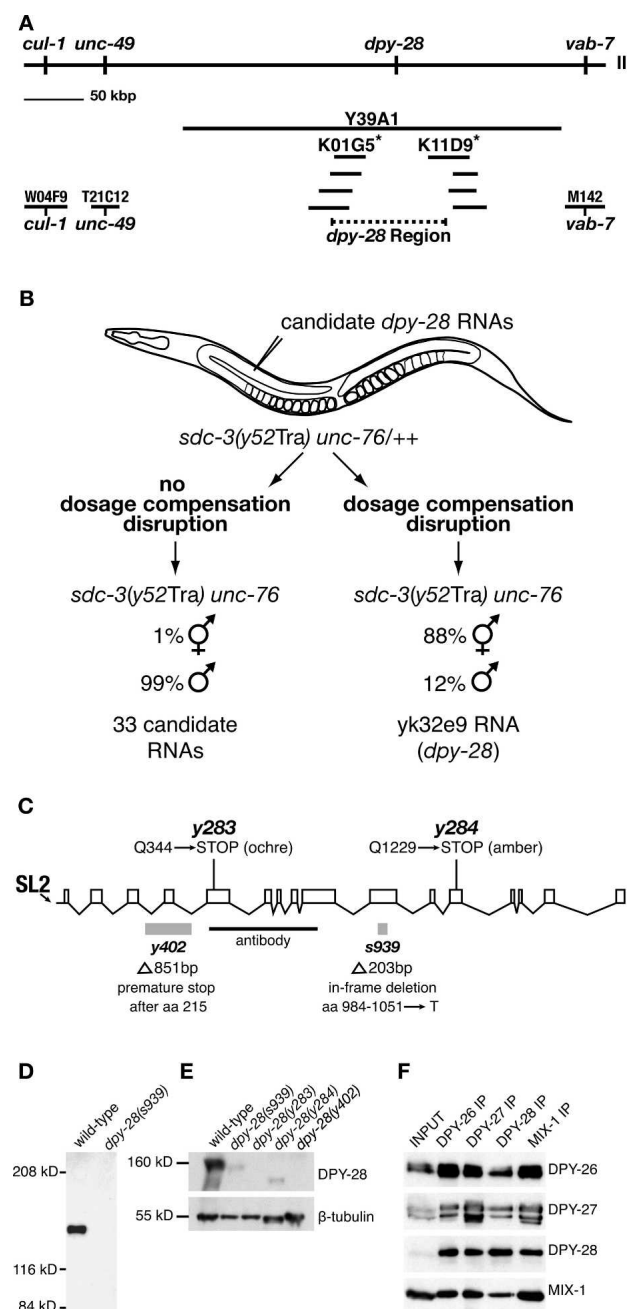 A
cul-1 unc-49 dpy-28 vab-7
II
50 kbp
Y39A1
K01G5* K11D9*
W04F9 T21C12 M142
cul-1 unc-49 dpy-28 Region vab-7
B
candidate dpy-28 RNAs
sdc-3(y52Tra) unc-76/++
no
dosage compensation
disruption
dosage compensation
disruption
sdc-3(y52Tra) unc-76
1% ⚥
99% ♂
33 candidate
RNAs
sdc-3(y52Tra) unc-76
88% ⚥
12% ♂
yk32e9 RNA
(dpy-28)
C
y283
Q344→STOP (ochre)
y284
Q1229→STOP (amber)
SL2
y402
Δ851bp
premature stop
after aa 215
antibody
s939
Δ203bp
in-frame deletion
aa 984-1051→T
D
wild-type
dpy-28(s939)
208 kD
116 kD
84 kD
E
wild-type
dpy-28(s939)
dpy-28(y283)
dpy-28(y284)
dpy-28(y402)
160 kD
DPY-28
55 kD
β-tubulin
F
INPUT
DPY-26 IP
DPY-27 IP
DPY-28 IP
MIX-1 IP
DPY-26
DPY-27
DPY-28
MIX-1